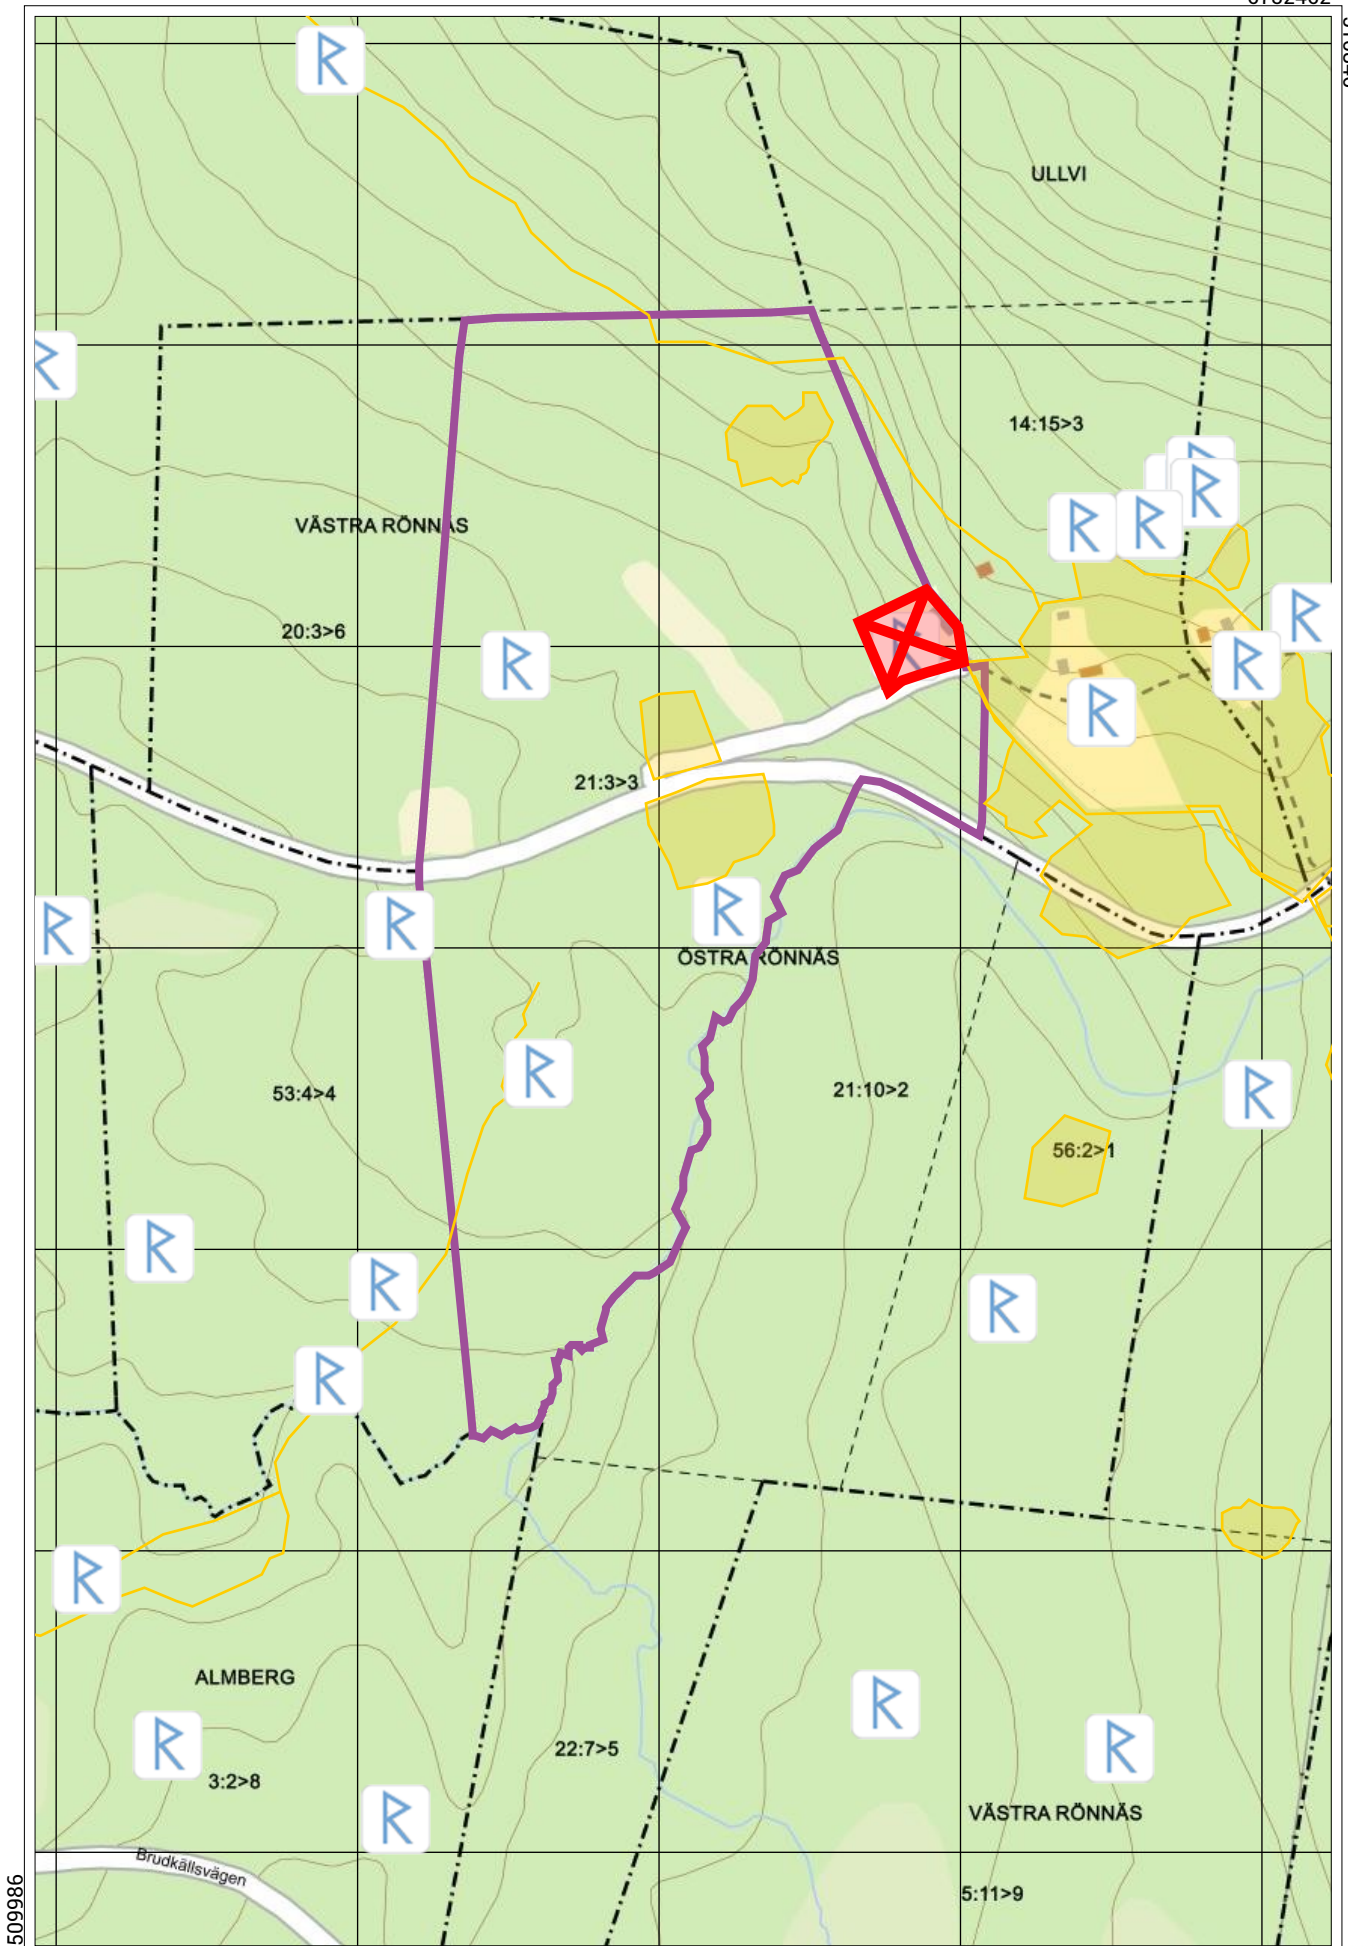 ULLVI
14:15>3
VÄSTRA RÖNNÄS
20:3>6
21:3>3
ÖSTRA RÖNNÄS
53:4>4
21:10>2
56:2>1
ALMBERG
22:7>5
3:2>8
VÄSTRA RÖNNÄS
Brudkällsvägen
5:11>9
509986